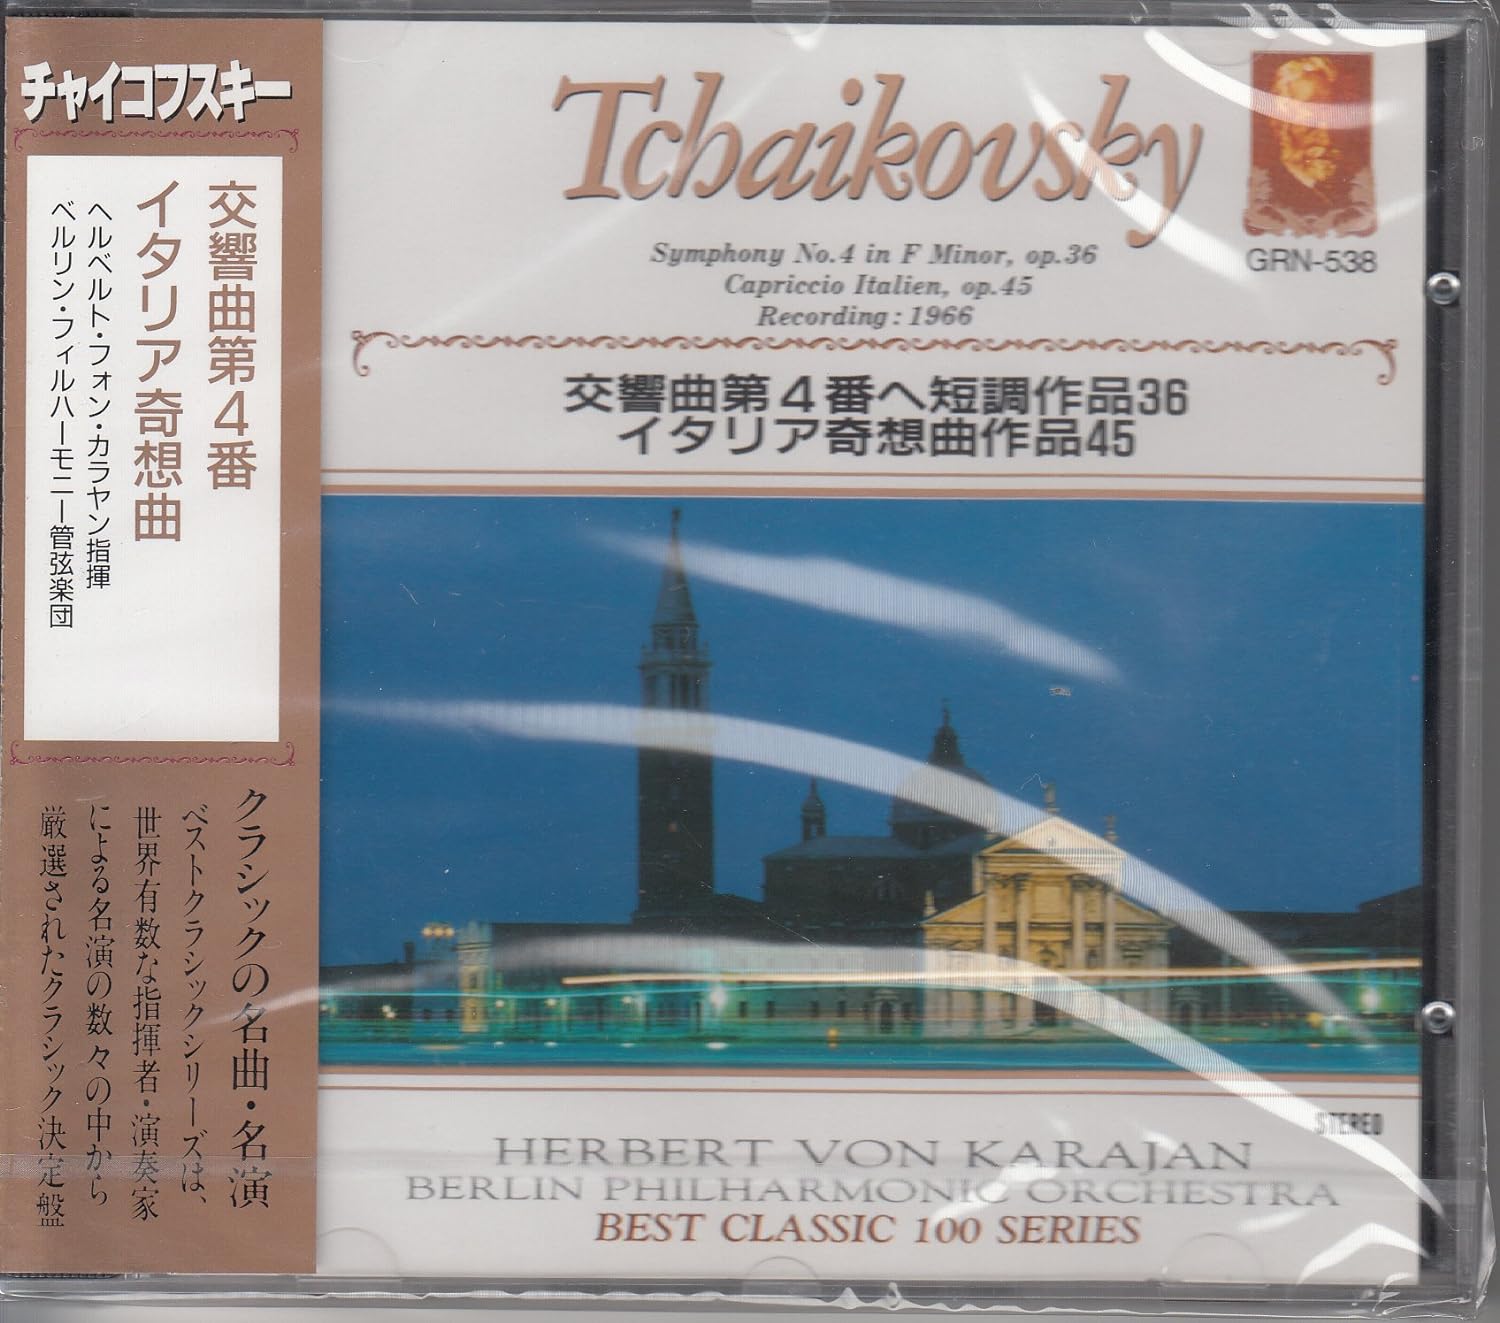 チャイコフスキー
交響曲第4番
イタリア奇想曲
ヘルベルト・フォン・カラヤン指揮
ベルリン・フィルハーモニー管弦楽団
クラシックの名曲・名演
ベストクラシックシリーズは、
世界有数な指揮者・演奏家
による名演の数々の中から
厳選されたクラシック決定盤
Tchaikovsky
GRN-538
Symphony No.4 in F Minor, op.36
Capriccio Italien, op.45
Recording: 1966
交響曲第4番ヘ短調作品36
イタリア奇想曲作品45
STEREO
HERBERT VON KARAJAN
BERLIN PHILHARMONIC ORCHESTRA
BEST CLASSIC 100 SERIES